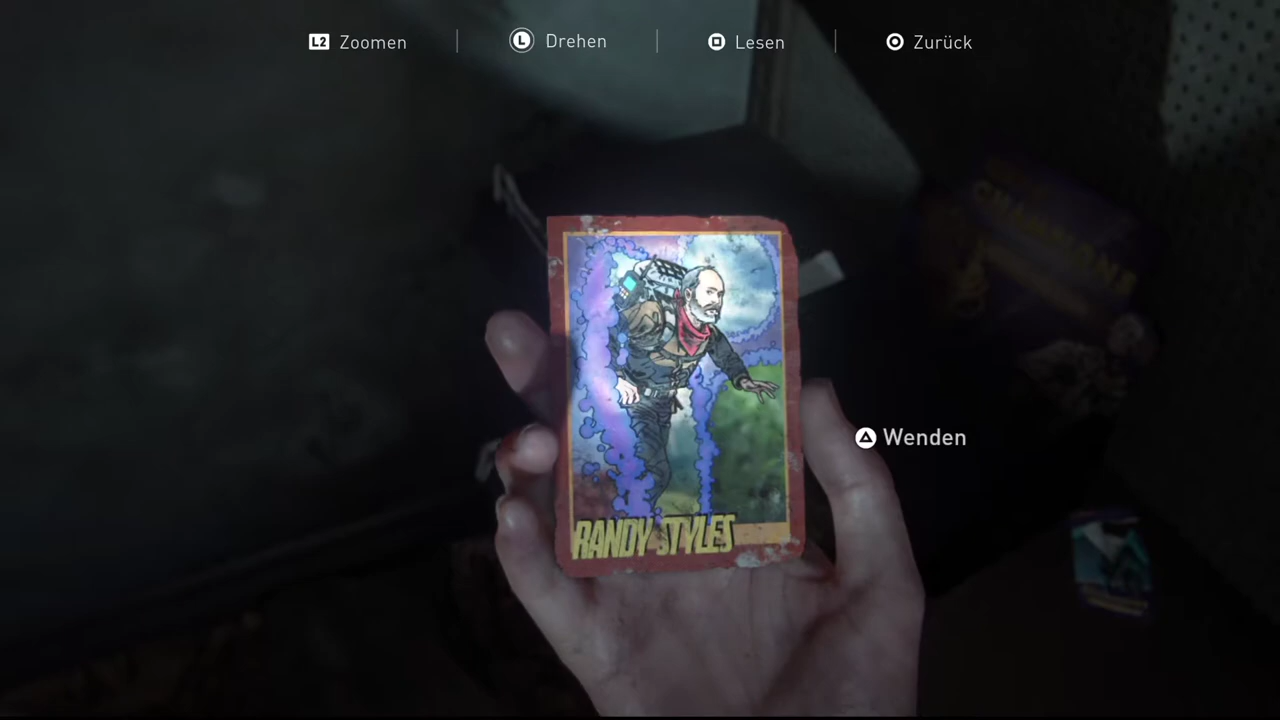 L2 Zoomen
L Drehen
Lesen
Zurück
Wenden
RANDY STYLES